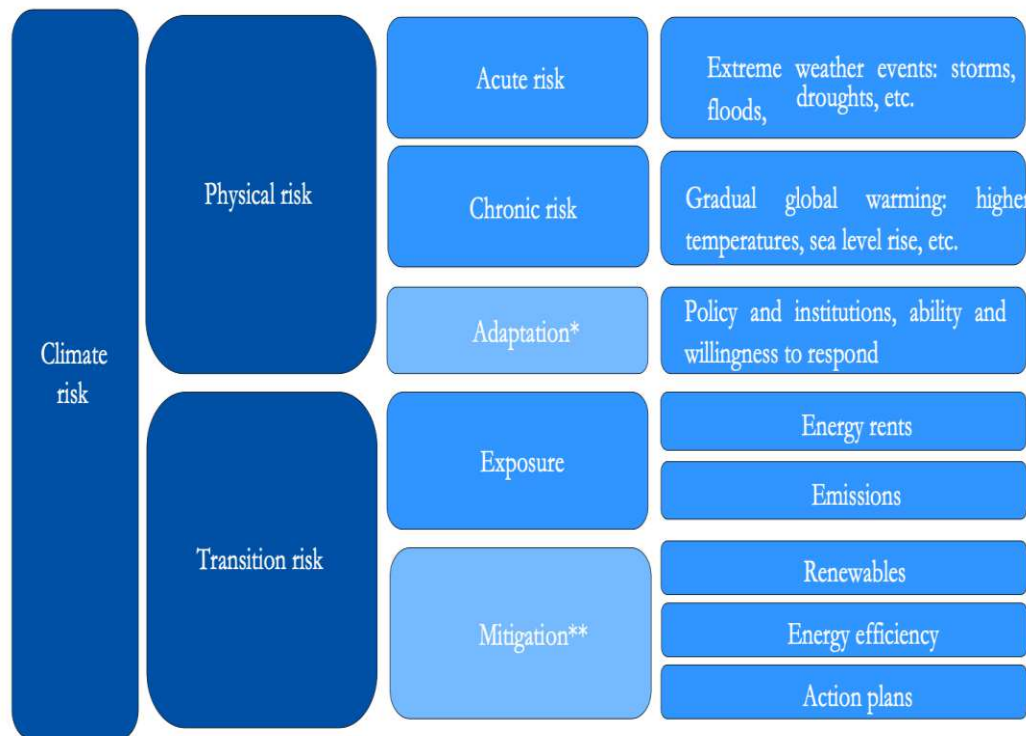 Climate
risk
Physical risk
Acute risk
Extreme weather events: storms,
floods, droughts, etc.
Chronic risk
Gradual global warming: higher
temperatures, sea level rise, etc.
Adaptation*
Policy and institutions, ability and
willingness to respond
Transition risk
Exposure
Energy rents
Emissions
Mitigation**
Renewables
Energy efficiency
Action plans